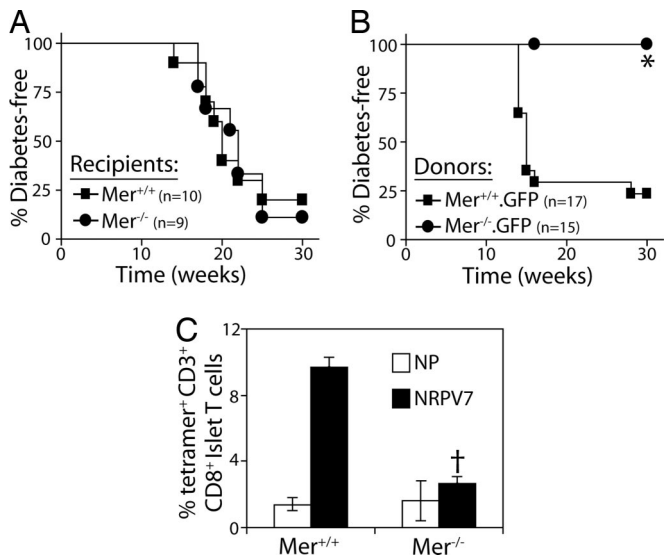 A
% Diabetes-free
100
75
50
25
0
Recipients:
Mer+/+ (n=10)
Mer-/- (n=9)
0 10 20 30
Time (weeks)
B
% Diabetes-free
100
75
50
25
0
*
Donors:
Mer+/+.GFP (n=17)
Mer-/-.GFP (n=15)
0 10 20 30
Time (weeks)
C
% tetramer+ CD3+
CD8+ Islet T cells
12
8
4
0
NP
NRPV7
†
Mer+/+ Mer-/-